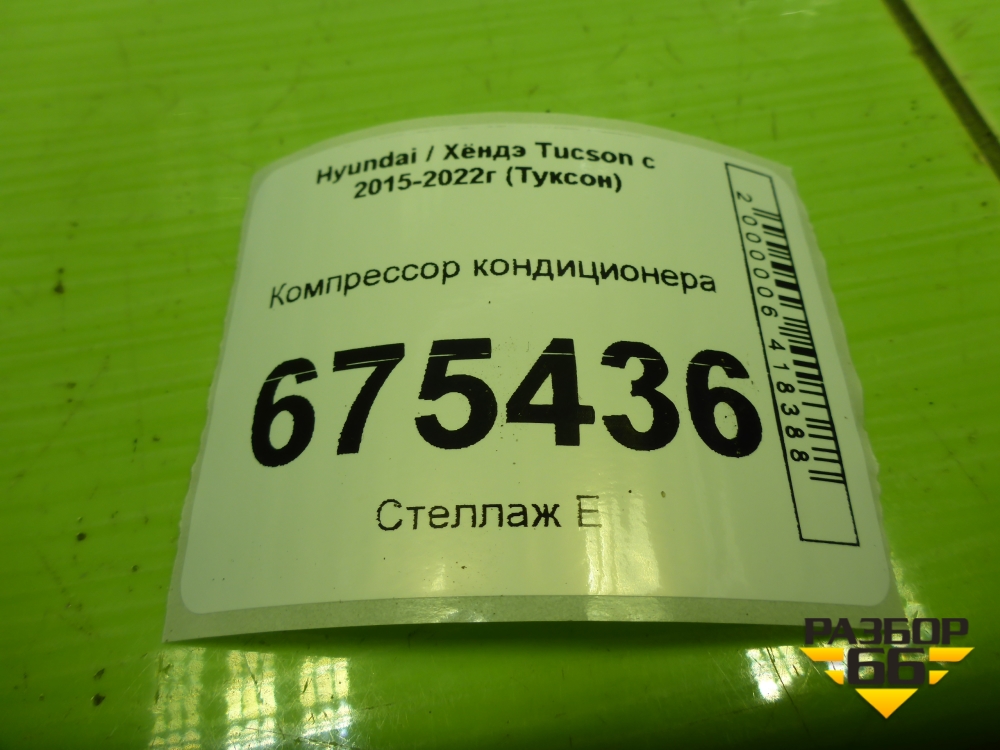 Hyundai / Хёндэ Tucson с
2015-2022г (Туксон)
Компрессор кондиционера
675436
Стеллаж Е
2000006418388
РАЗБОР
66